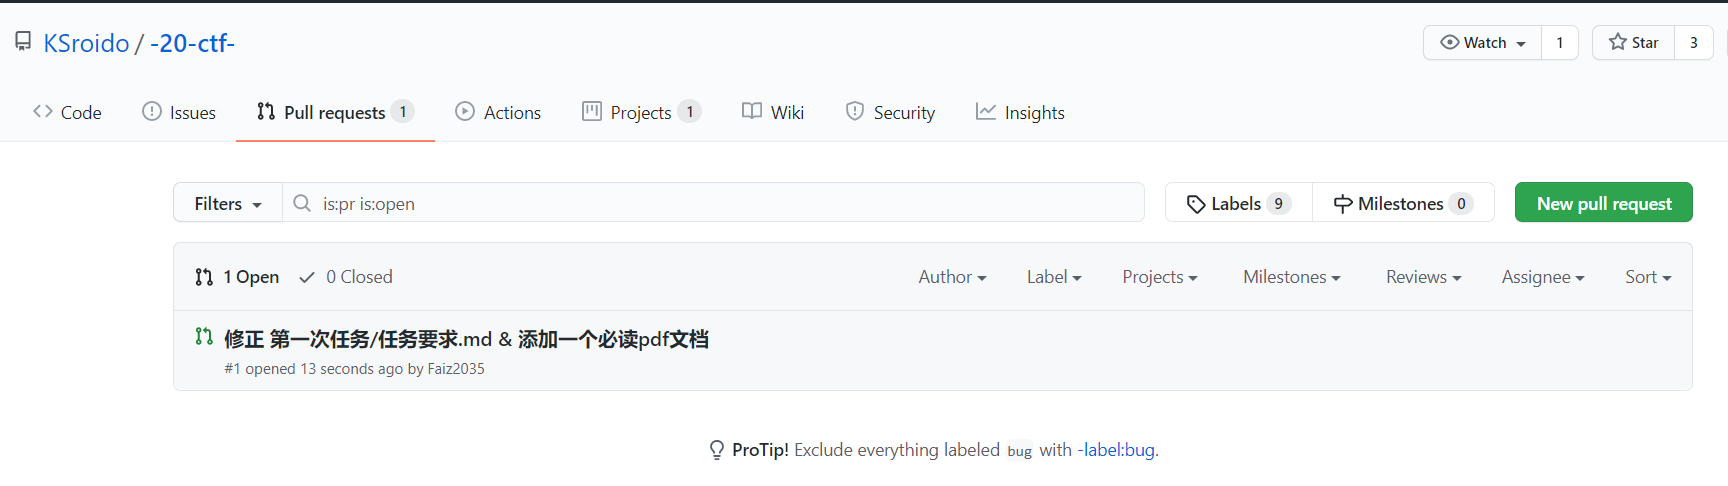 KSroido / -20-ctf-
Watch 1 Star 3
Code Issues Pull requests 1 Actions Projects 1 Wiki Security Insights
Filters is:pr is:open Labels 9 Milestones 0 New pull request
1 Open 0 Closed Author Label Projects Milestones Reviews Assignee Sort
修正 第一次任务/任务要求.md & 添加一个必读pdf文档
#1 opened 13 seconds ago by Faiz2035
ProTip! Exclude everything labeled bug with -label:bug.